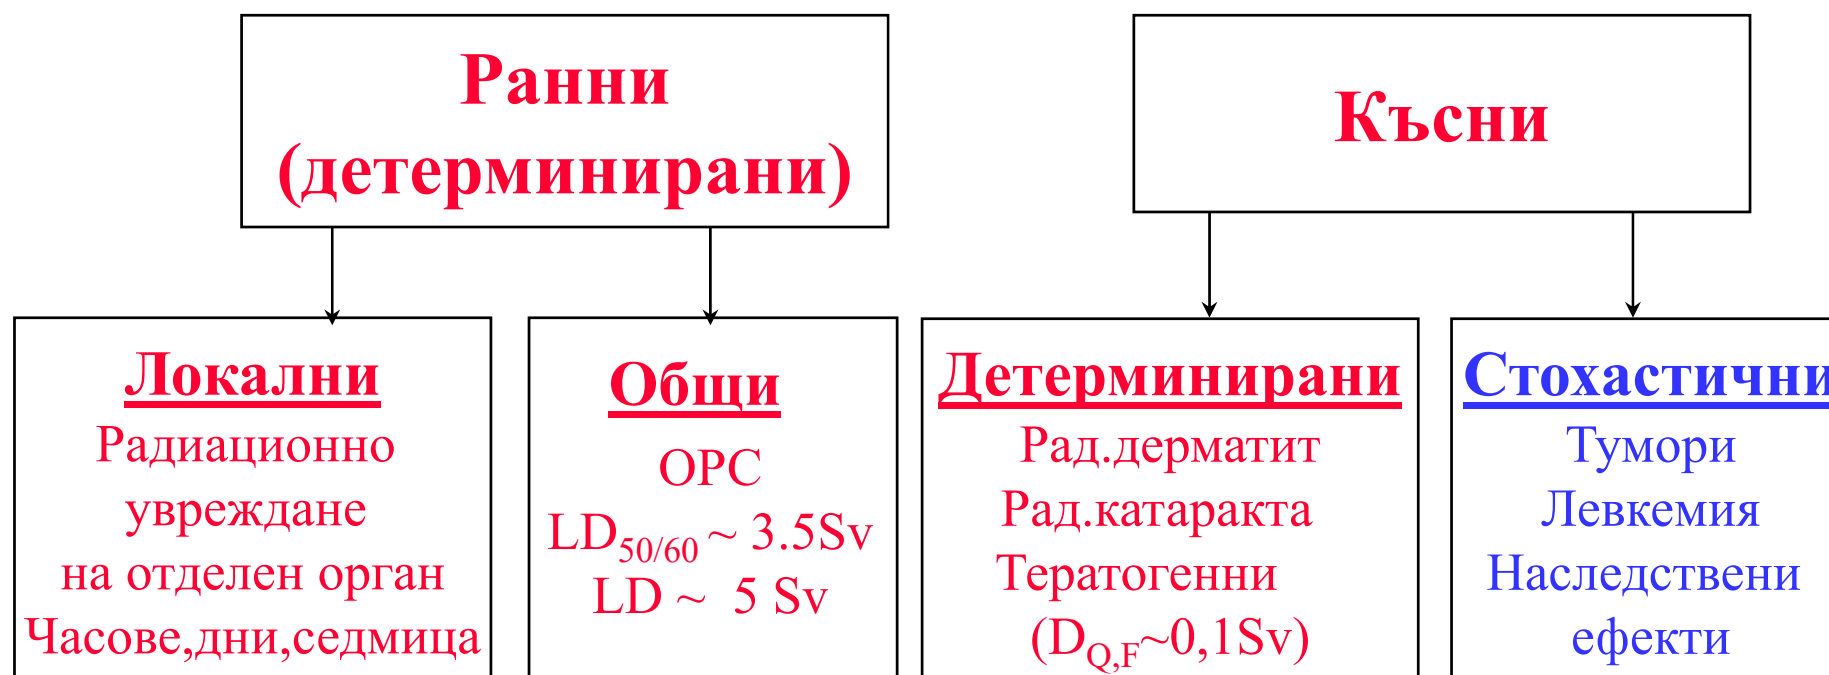 Ранни
(детерминирани)
Късни
Локални
Радиационно
увреждане
на отделен орган
Часове,дни,седмица
Общи
ОРС
LD50/60 ~ 3.5Sv
LD ~ 5 Sv
Детерминирани
Рад.дерматит
Рад.катаракта
Тератогенни
(DQ,F~0,1Sv)
Стохастични
Тумори
Левкемия
Наследствени
ефекти